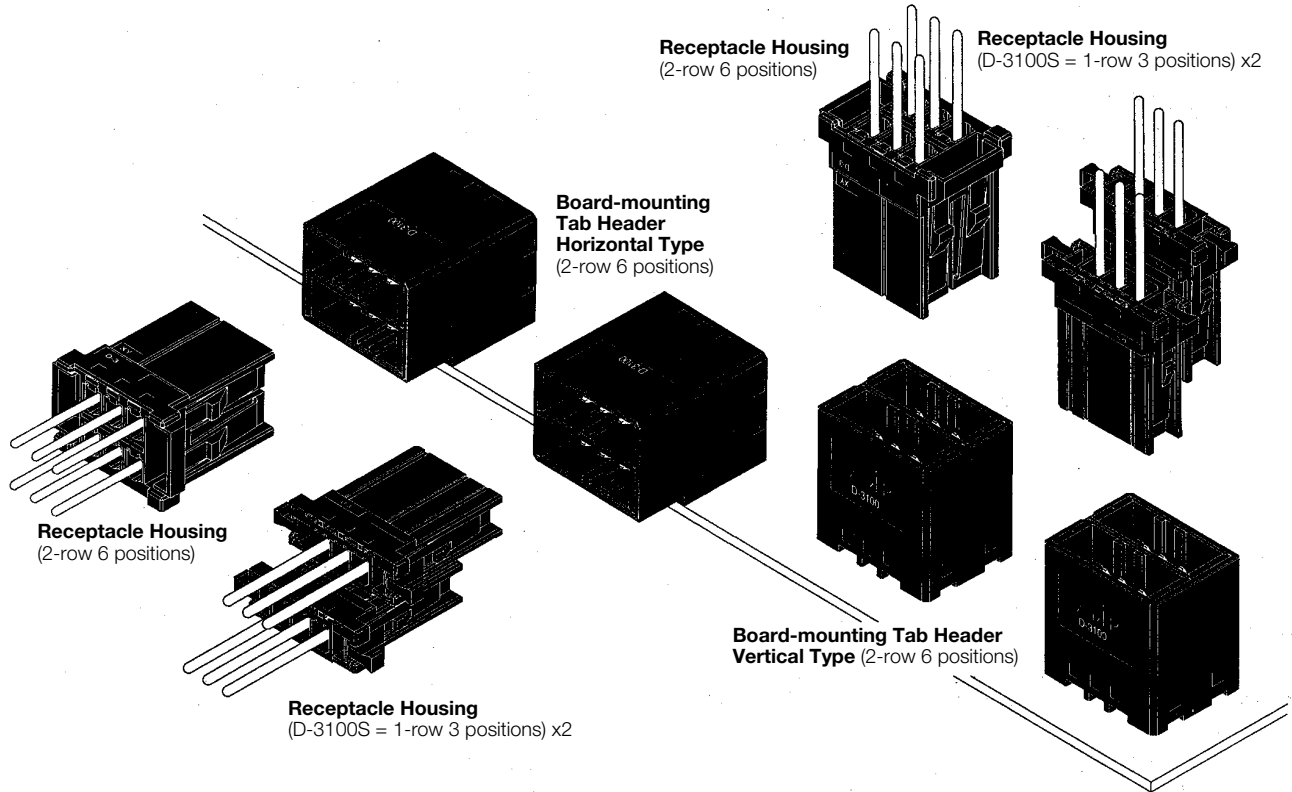 Receptacle Housing
(2-row 6 positions)
Receptacle Housing
(D-3100S = 1-row 3 positions) x2
Board-mounting
Tab Header
Horizontal Type
(2-row 6 positions)
D-3100
D-3100
Receptacle Housing
(2-row 6 positions)
D-3100
D-3100
Board-mounting Tab Header
Vertical Type (2-row 6 positions)
Receptacle Housing
(D-3100S = 1-row 3 positions) x2